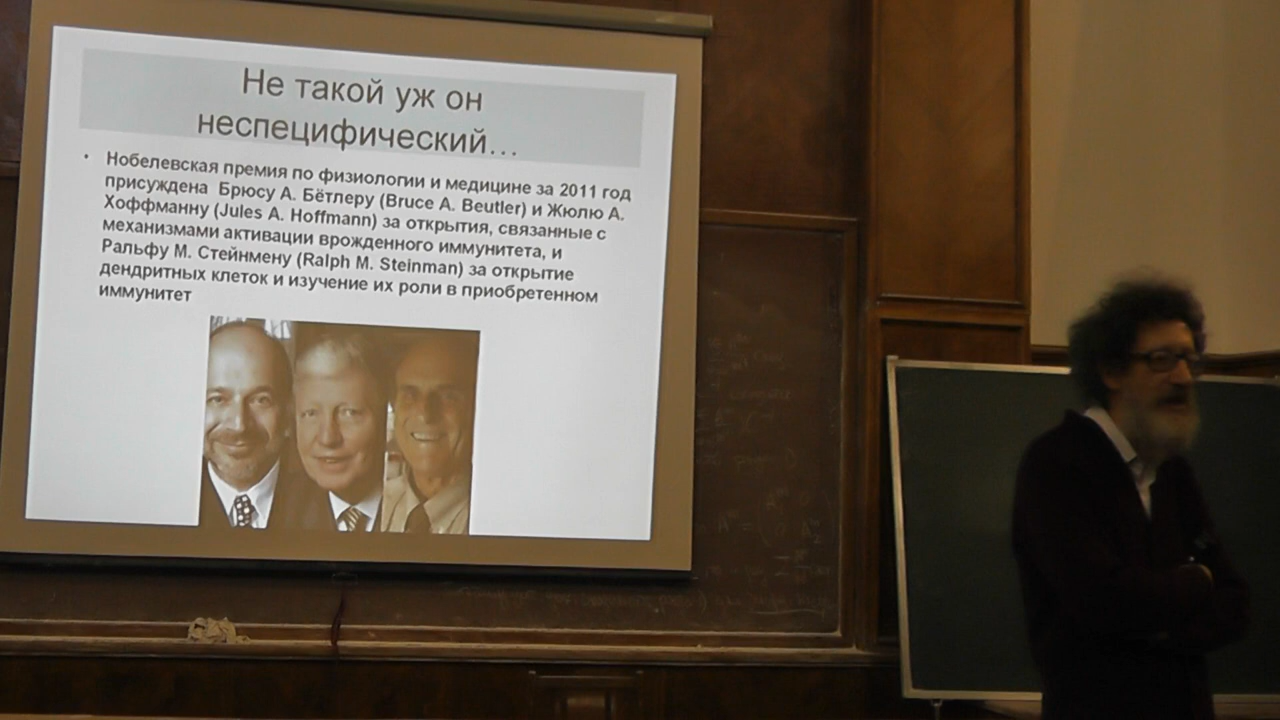 Не такой уж он
неспецифический...
• Нобелевская премия по физиологии и медицине за 2011 год
присуждена Брюсу А. Бётлеру (Bruce A. Beutler) и Жюлю А.
Хоффманну (Jules A. Hoffmann) за открытия, связанные с
механизмами активации врожденного иммунитета, и
Ральфу М. Стейнмену (Ralph M. Steinman) за открытие
дендритных клеток и изучение их роли в приобретенном
иммунитет